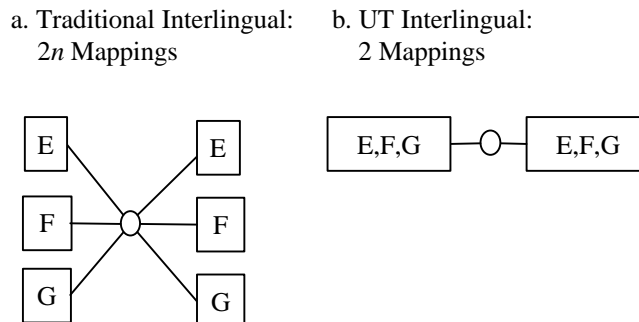 a. Traditional Interlingual:
2n Mappings
b. UT Interlingual:
2 Mappings
E
E
E,F,G
E,F,G
F
F
G
G